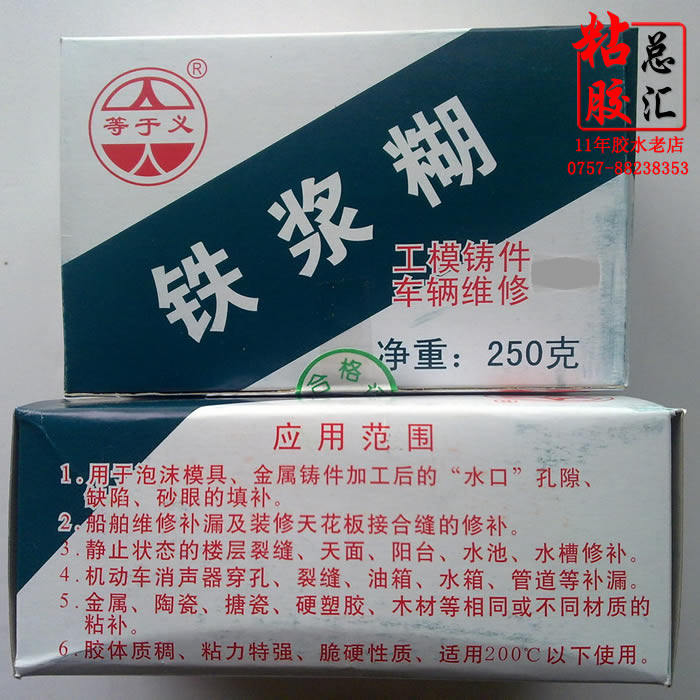 等于义
®
铁浆糊
工模铸件
车辆维修
净重：250克
粘胶
总汇
11年胶水老店
0757-88238353
合格
应用范围
1.用于泡沫模具、金属铸件加工后的“水口”孔隙、
缺陷、砂眼的填补。
2.船舶维修补漏及装修天花板接合缝的修补。
3.静止状态的楼层裂缝、天面、阳台、水池、水槽修补。
4.机动车消声器穿孔、裂缝、油箱、水箱、管道等补漏。
5.金属、陶瓷、搪瓷、硬塑胶、木材等相同或不同材质的
粘补。
6.胶体质稠、粘力特强、脆硬性质、适用200℃以下使用。